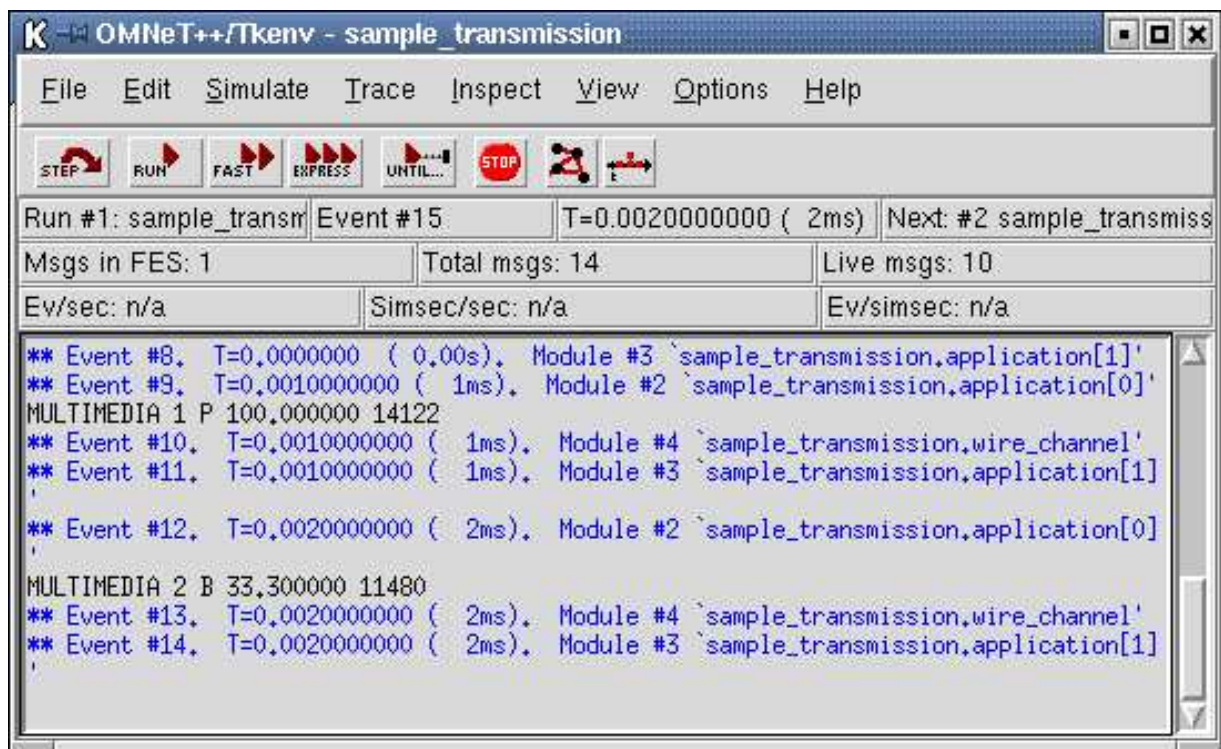 OMNeT++/Tkenv - sample_transmission
File Edit Simulate Trace Inspect View Options Help
STEP RUN FAST EXPRESS UNTIL... STOP
Run #1: sample_transm Event #15 T=0.0020000000 ( 2ms) Next: #2 sample_transmiss
Msgs in FES: 1 Total msgs: 14 Live msgs: 10
Ev/sec: n/a Simsec/sec: n/a Ev/simsec: n/a
** Event #8. T=0.0000000 ( 0.00s). Module #3 `sample_transmission.application[1]'
** Event #9. T=0.0010000000 ( 1ms). Module #2 `sample_transmission.application[0]'
MULTIMEDIA 1 P 100.000000 14122
** Event #10. T=0.0010000000 ( 1ms). Module #4 `sample_transmission.wire_channel'
** Event #11. T=0.0010000000 ( 1ms). Module #3 `sample_transmission.application[1]
'
** Event #12. T=0.0020000000 ( 2ms). Module #2 `sample_transmission.application[0]
'
MULTIMEDIA 2 B 33.300000 11480
** Event #13. T=0.0020000000 ( 2ms). Module #4 `sample_transmission.wire_channel'
** Event #14. T=0.0020000000 ( 2ms). Module #3 `sample_transmission.application[1]
'